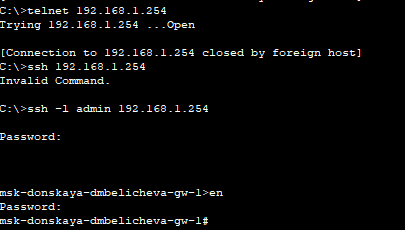 C:\>telnet 192.168.1.254
Trying 192.168.1.254 ...Open
[Connection to 192.168.1.254 closed by foreign host]
C:\>ssh 192.168.1.254
Invalid Command.
C:\>ssh -l admin 192.168.1.254
Password:
msk-donskaya-dmbelicheva-gw-1>en
Password:
msk-donskaya-dmbelicheva-gw-1#